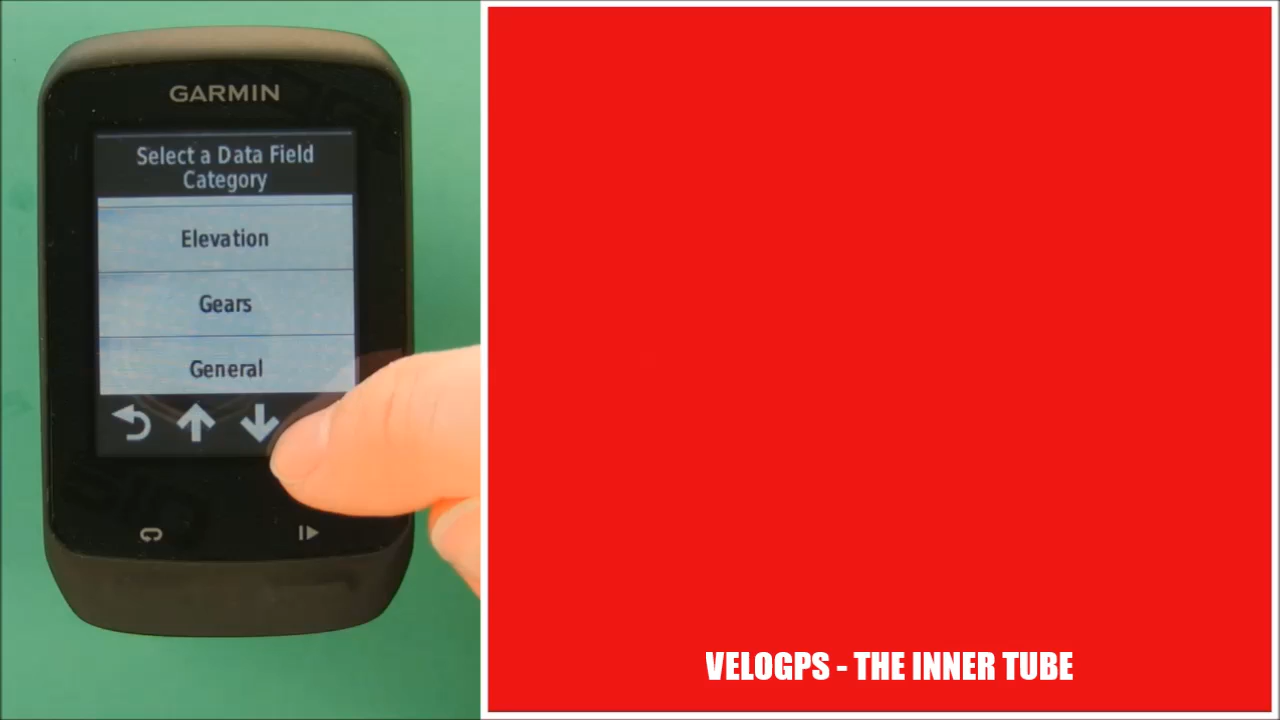 GARMIN
Select a Data Field
Category
Elevation
Gears
General
VELOGPS - THE INNER TUBE